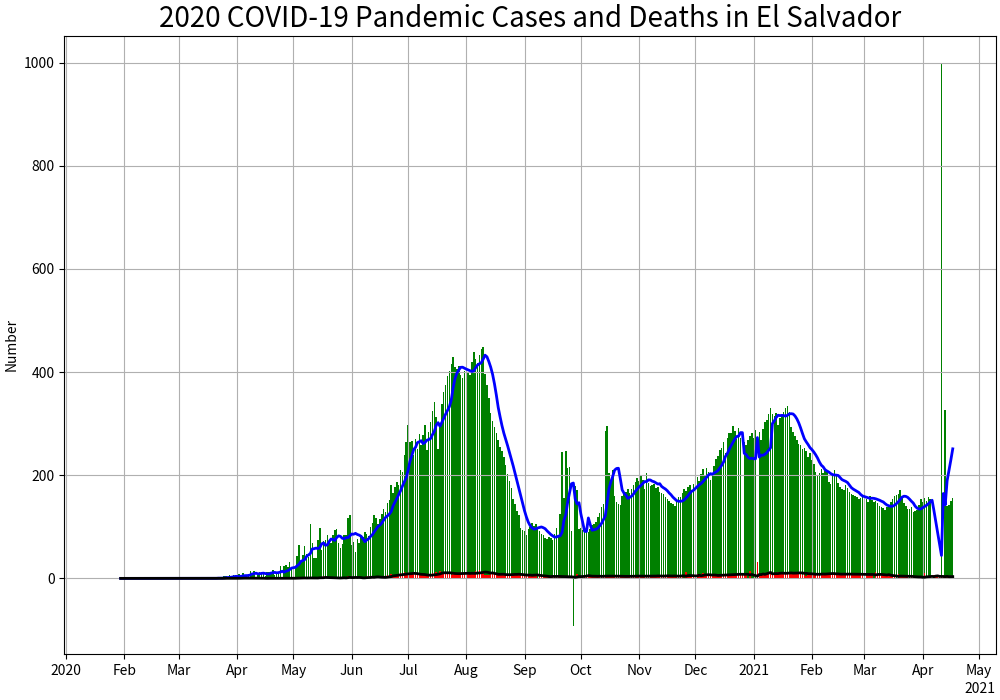 2020 COVID-19 Pandemic Cases and Deaths in El Salvador
1000
800
600
400
200
0
Number
2020 Feb Mar Apr May Jun Jul Aug Sep Oct Nov Dec 2021 Feb Mar Apr May
2021